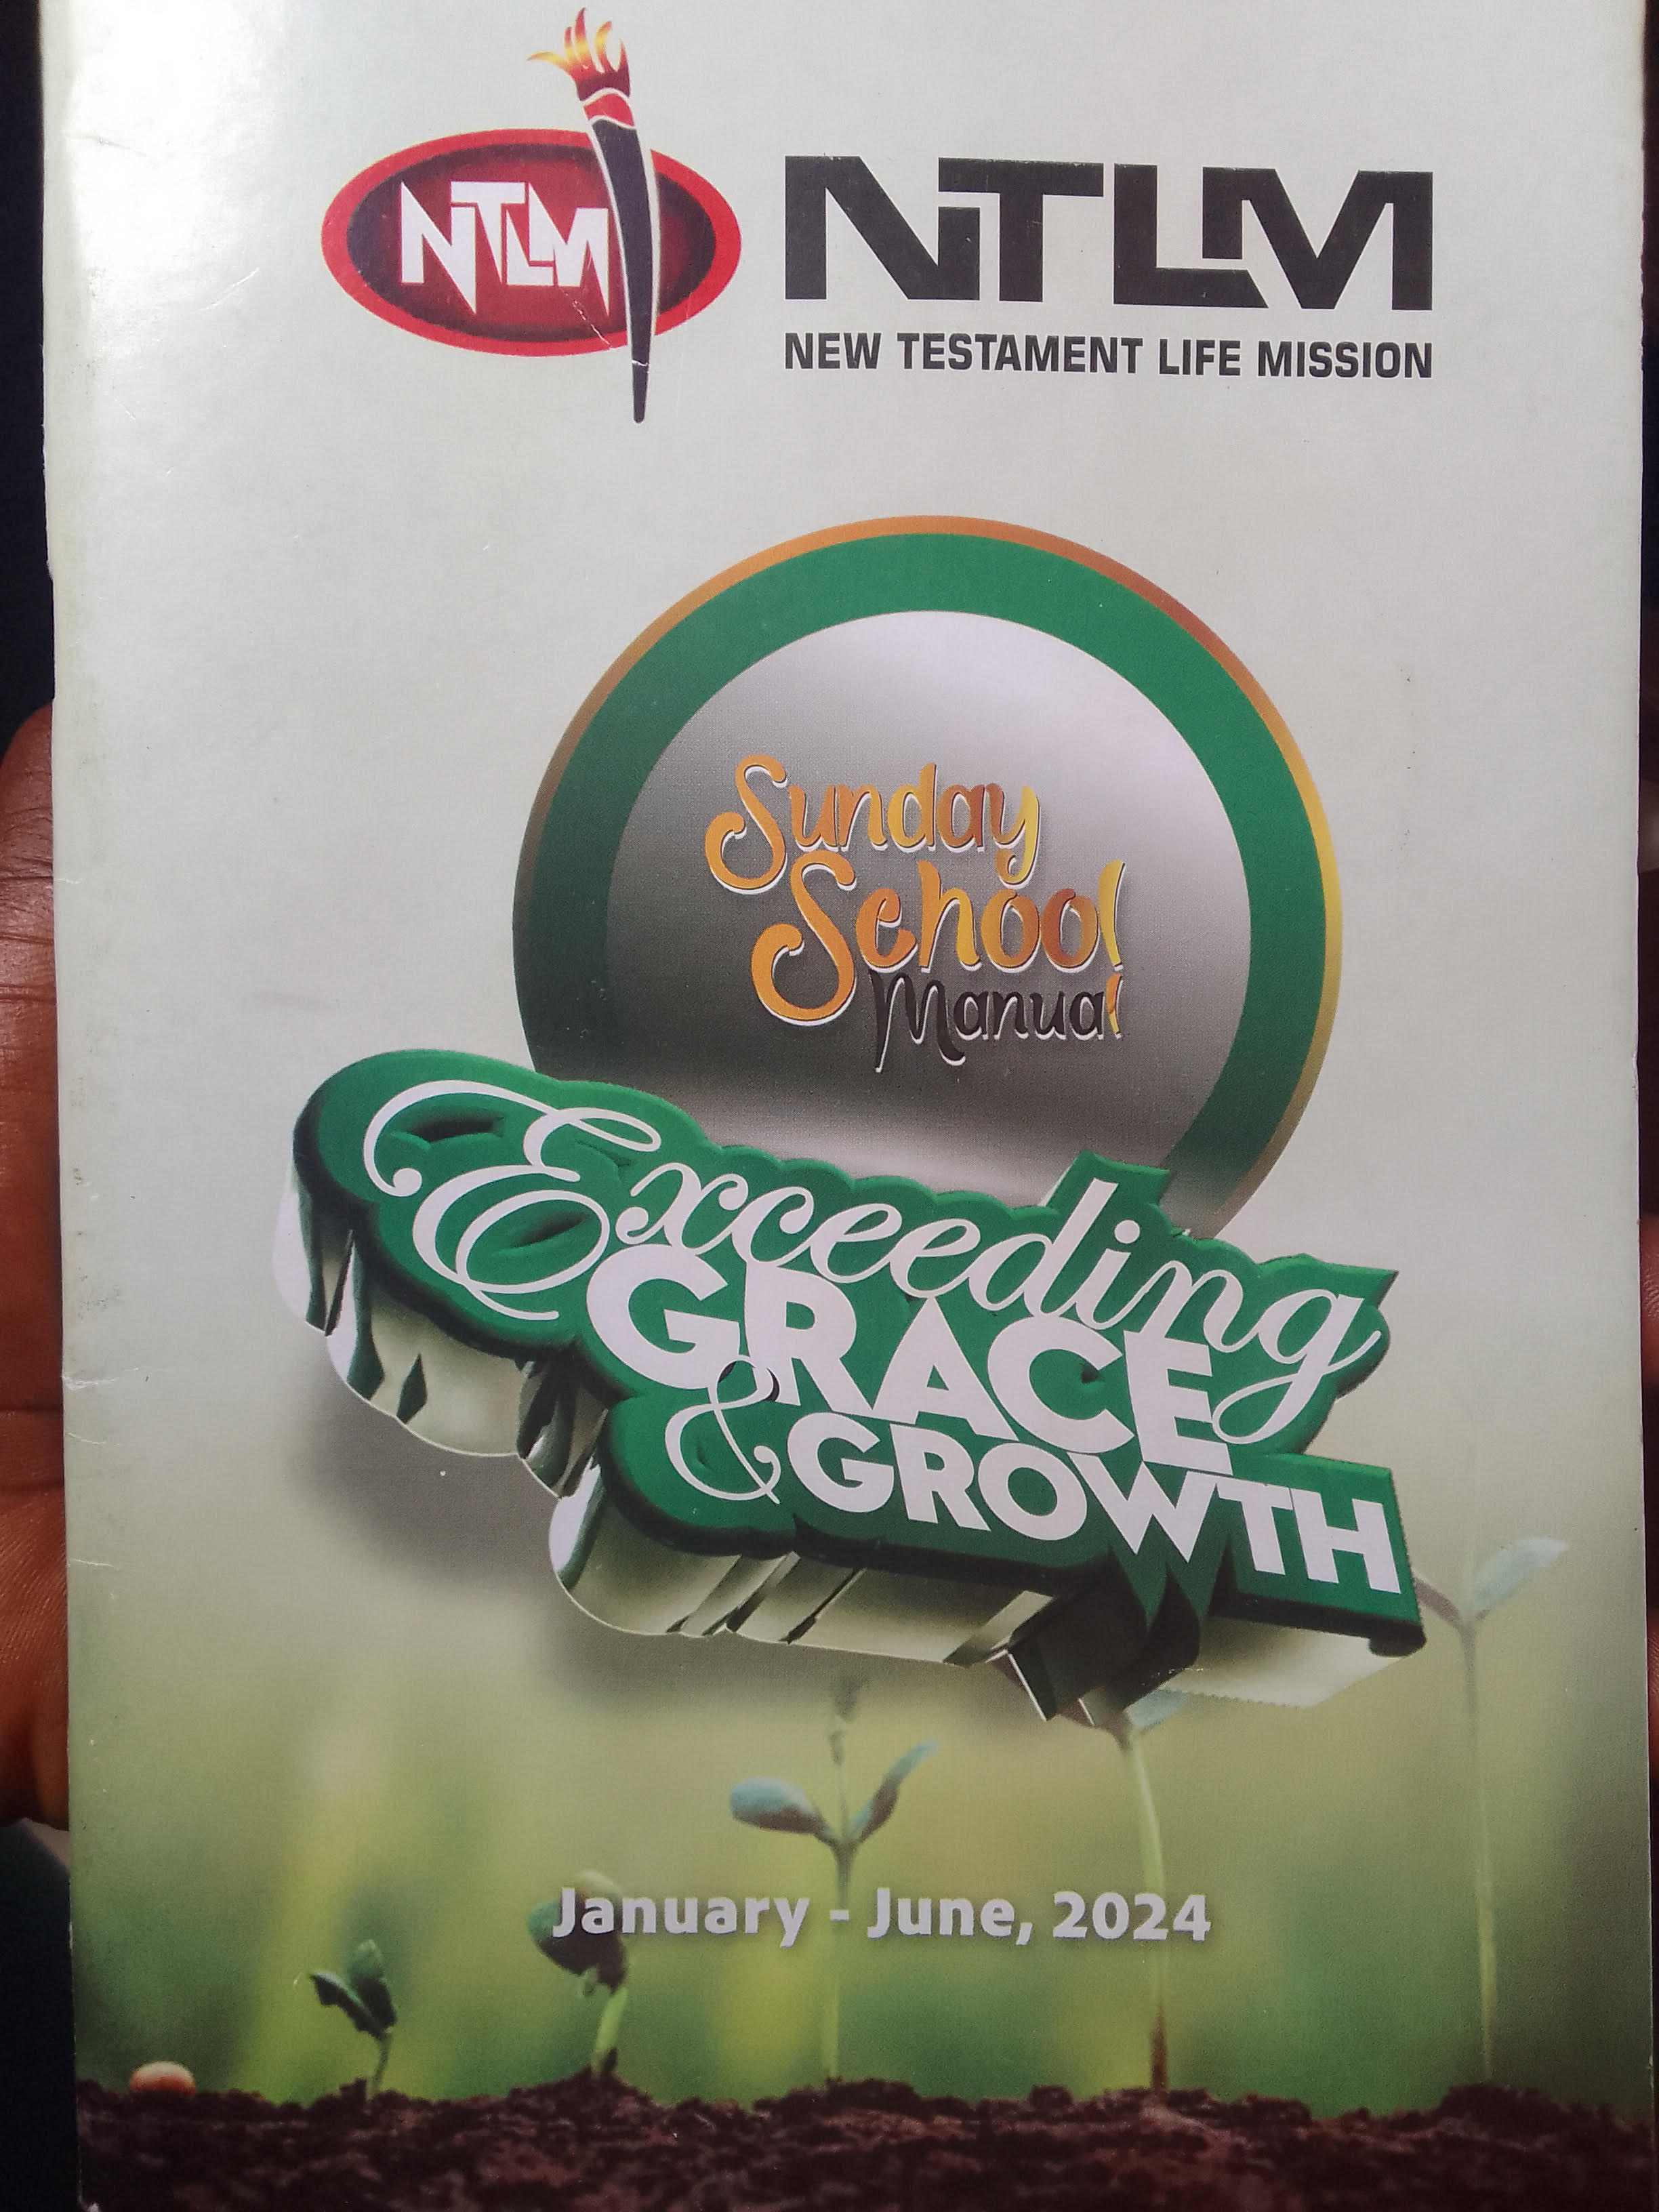 NTLM
NTLM
NEW TESTAMENT LIFE MISSION
Sunday
School
Manual
Exceeding
GRACE
& GROWTH
January - June, 2024